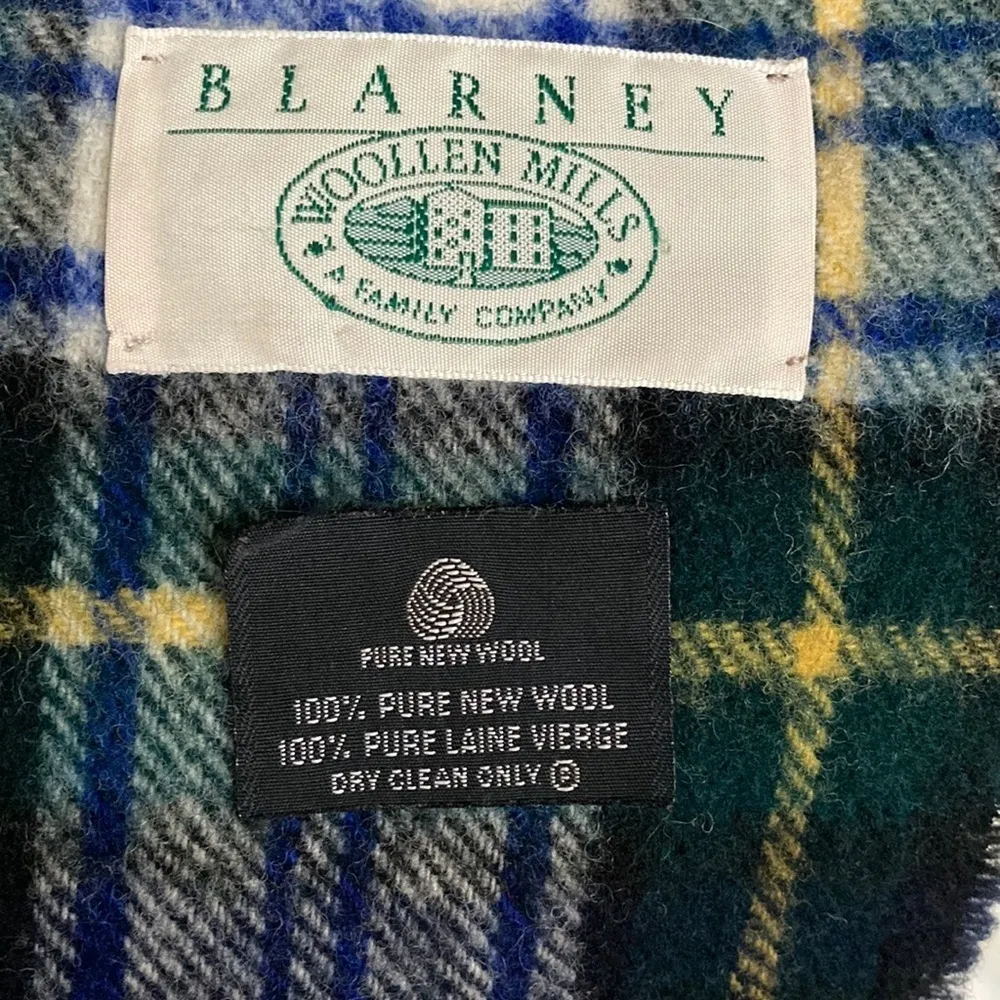 BLARNEY
WOOLLEN MILLS
A FAMILY COMPANY
PURE NEW WOOL
100% PURE NEW WOOL
100% PURE LAINE VIERGE
DRY CLEAN ONLY Ⓟ